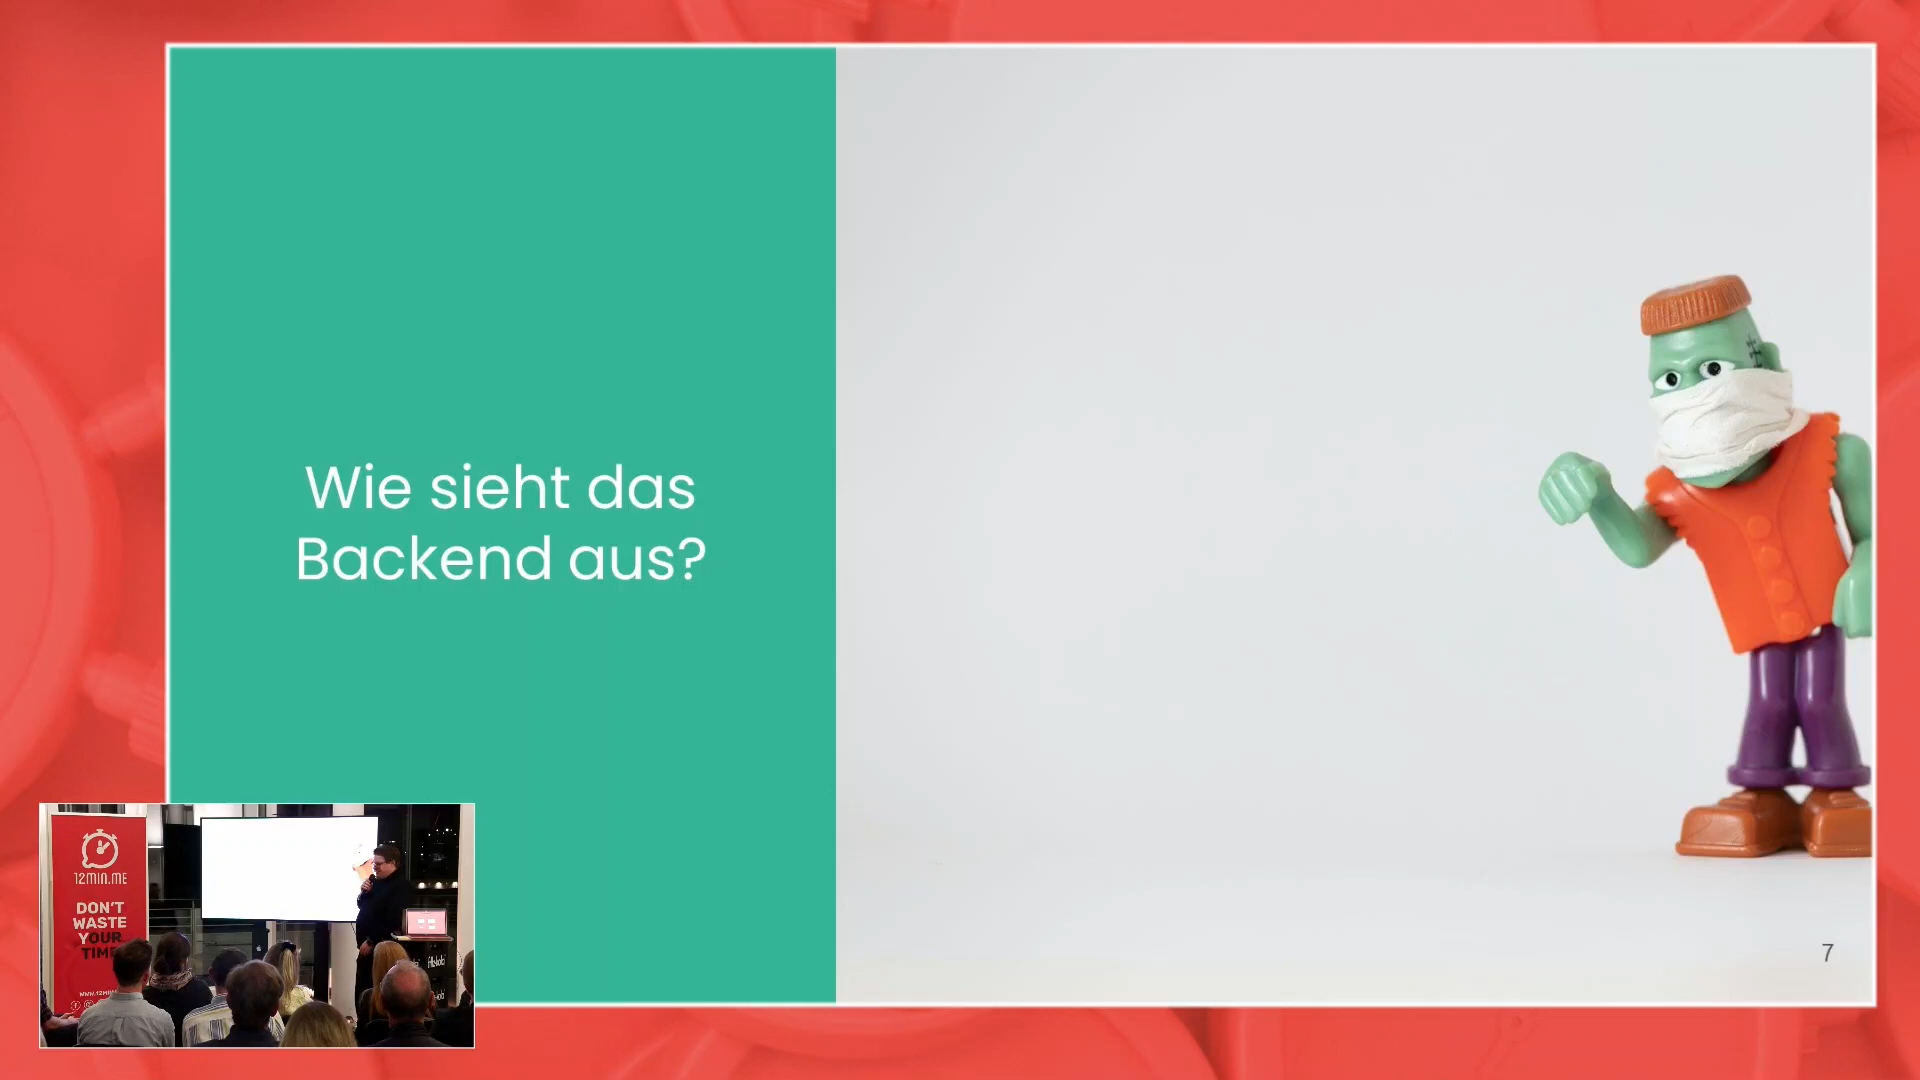 Wie sieht das
Backend aus?
7
12MIN.ME
DON'T
WASTE
YOUR
TIME